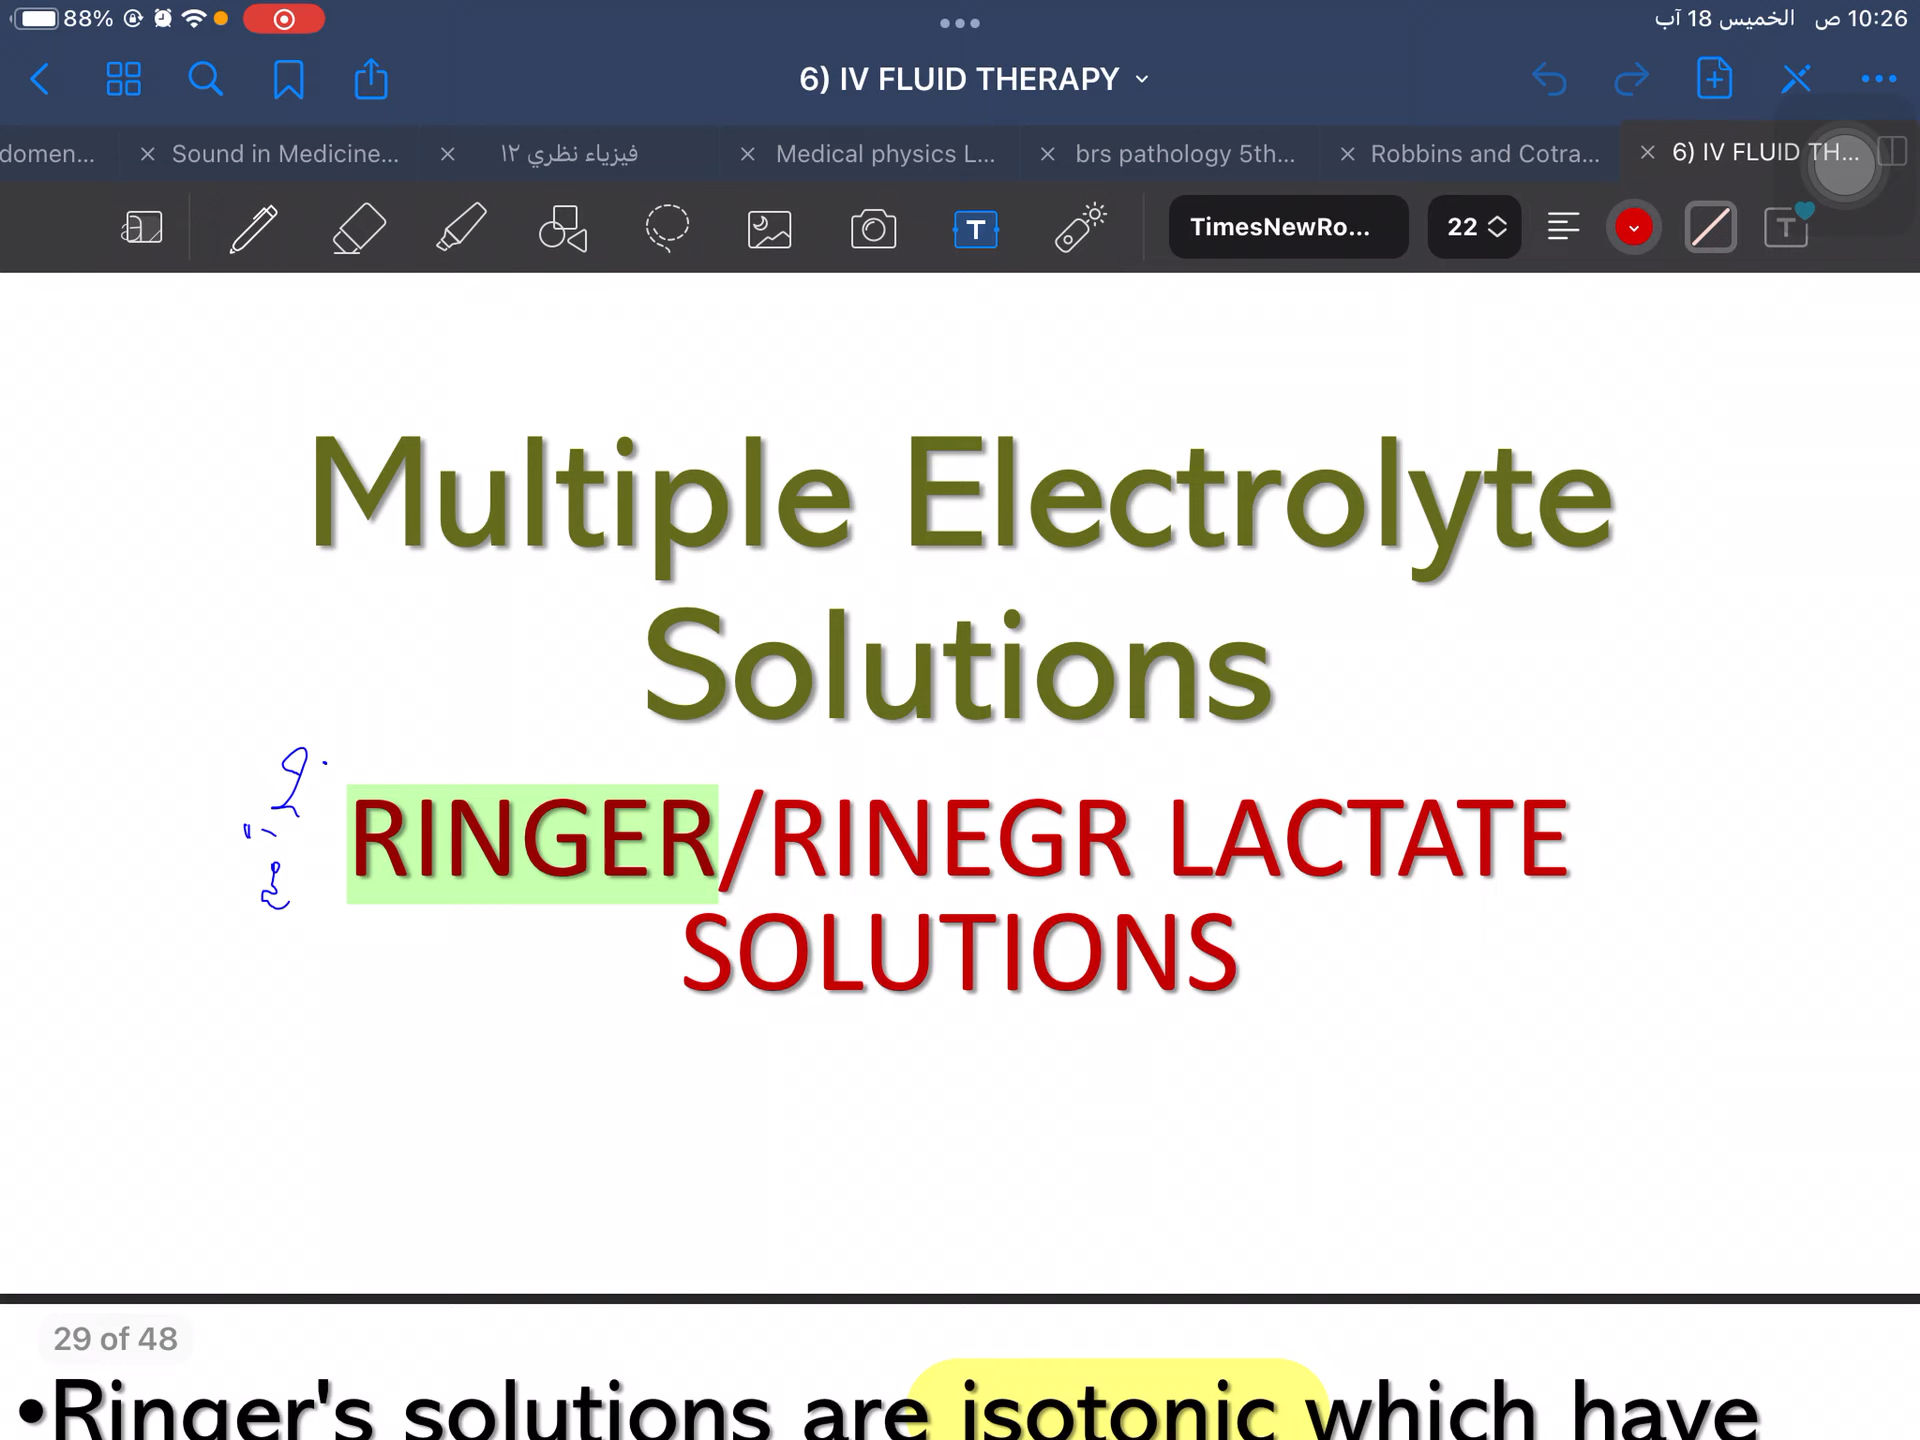 88%
10:26 ص الخميس 18 آب
6) IV FLUID THERAPY
domen...
Sound in Medicine...
فيزياء نظري ١٢
Medical physics L...
brs pathology 5th...
Robbins and Cotra...
6) IV FLUID TH...
T
TimesNewRo...
22
T
Multiple Electrolyte
Solutions
RINGER/RINEGR LACTATE
SOLUTIONS
29 of 48
•Ringer's solutions are isotonic which have